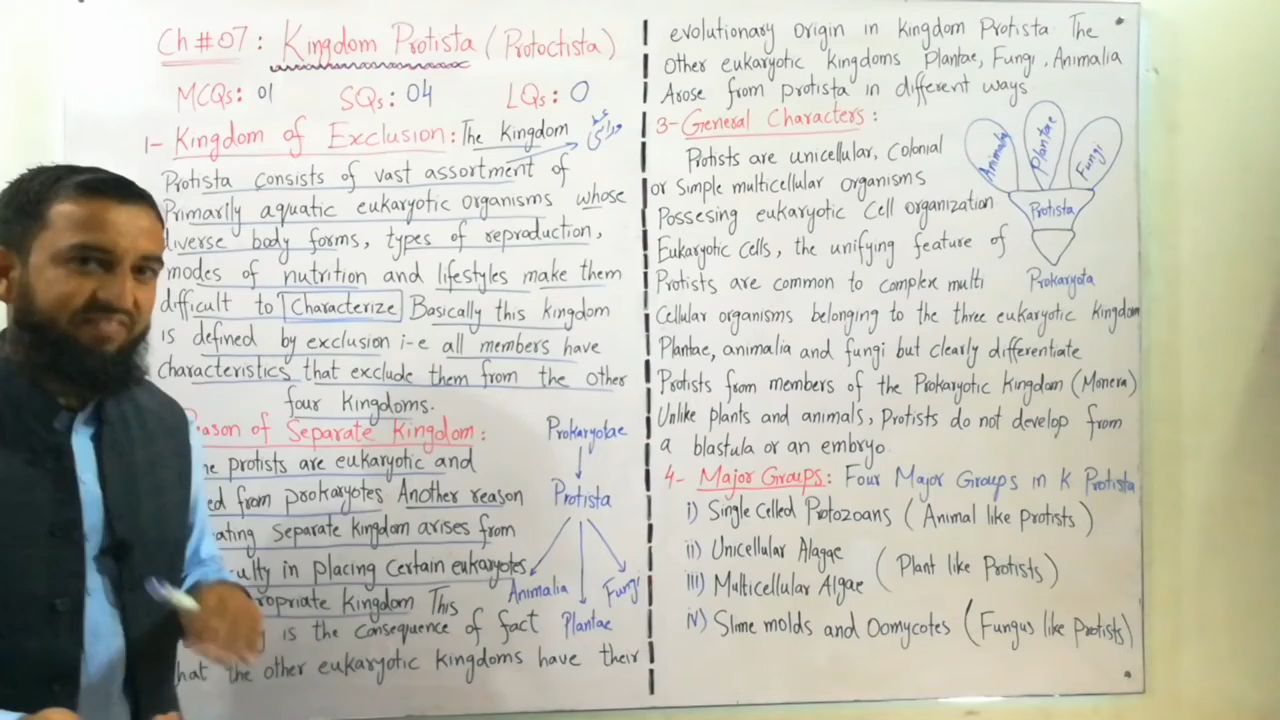 Ch # 07 : Kingdom Protista (Protoctista)
MCQs: 01 SQs: 04 LQs: 0
1- Kingdom of Exclusion: The Kingdom
Protista consists of vast assortment of
Primarily aquatic eukaryotic organisms whose
diverse body forms, types of reproduction,
modes of nutrition and lifestyles make them
difficult to Characterize Basically this kingdom
is defined by exclusion i-e all members have
characteristics that exclude them from the other
four Kingdoms.
ason of Separate Kingdom:
e protists are eukaryotic and
ed from prokaryotes Another reason
ating Separate kingdom arises from
culty in placing certain eukaryotes
ropriate Kingdom This
is the consequence of fact
that the other eukaryotic kingdoms have their
Prokaryotae
Protista
Animalia
Plantae
Fungi
evolutionary origin in kingdom Protista The
other eukaryotic kingdoms Plantae, Fungi, Animalia
Arose from protista in different ways
3- General Characters:
Protists are unicellular, Colonial
or Simple multicellular organisms
Possesing eukaryotic Cell organization
Eukaryotic cells, the unifying feature of
Protists are common to complex multi
Cellular organisms belonging to the three eukaryotic kingdom
Plantae, animalia and fungi but clearly differentiate
Protists from members of the Prokaryotic Kingdom (Monera)
Unlike plants and animals, Protists do not develop from
a blastula or an embryo
Animalia
Plantae
Fungi
Protista
Prokaryota
4- Major Groups: Four Major Groups in K Protista
i) Single Celled Protozoans (Animal like Protists)
ii) Unicellular Alagae
iii) Multicellular Algae
(Plant like Protists)
iv) Slime molds and Oomycotes (Fungus like Protists)